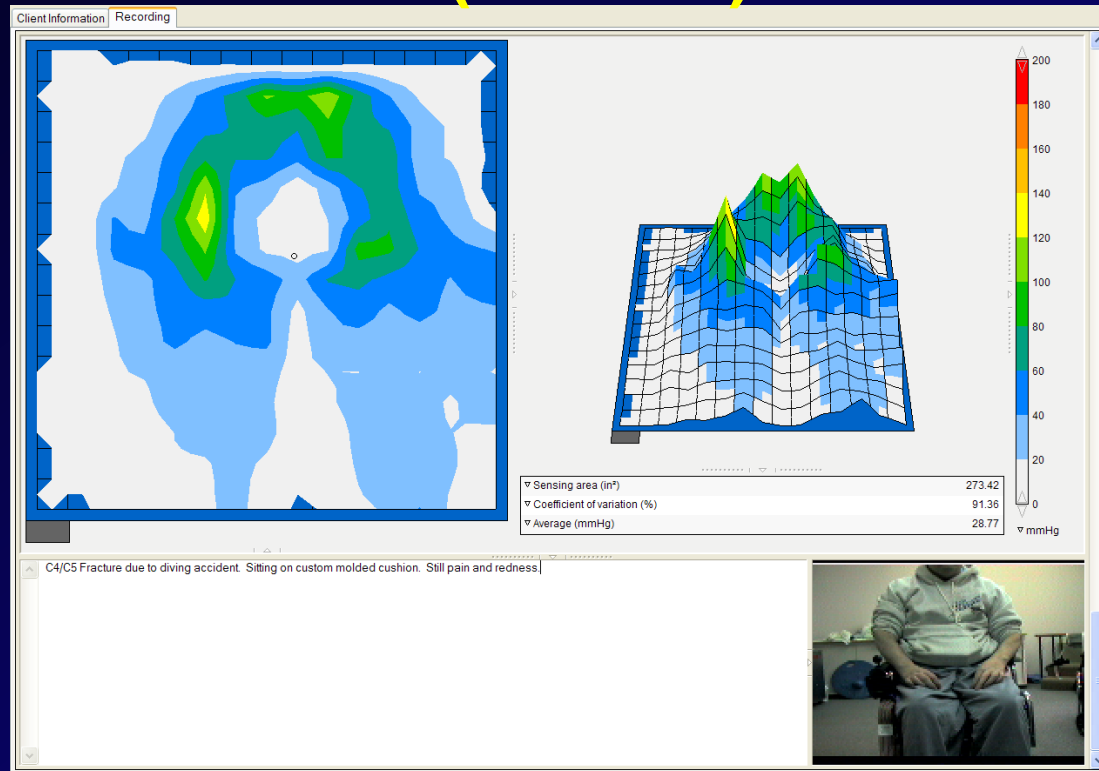 Client Information Recording
200
180
160
140
120
100
80
60
40
20
0
▽ mmHg
▽ Sensing area (in²) 273.42
▽ Coefficient of variation (%) 91.36
▽ Average (mmHg) 28.77
C4/C5 Fracture due to diving accident. Sitting on custom molded cushion. Still pain and redness.